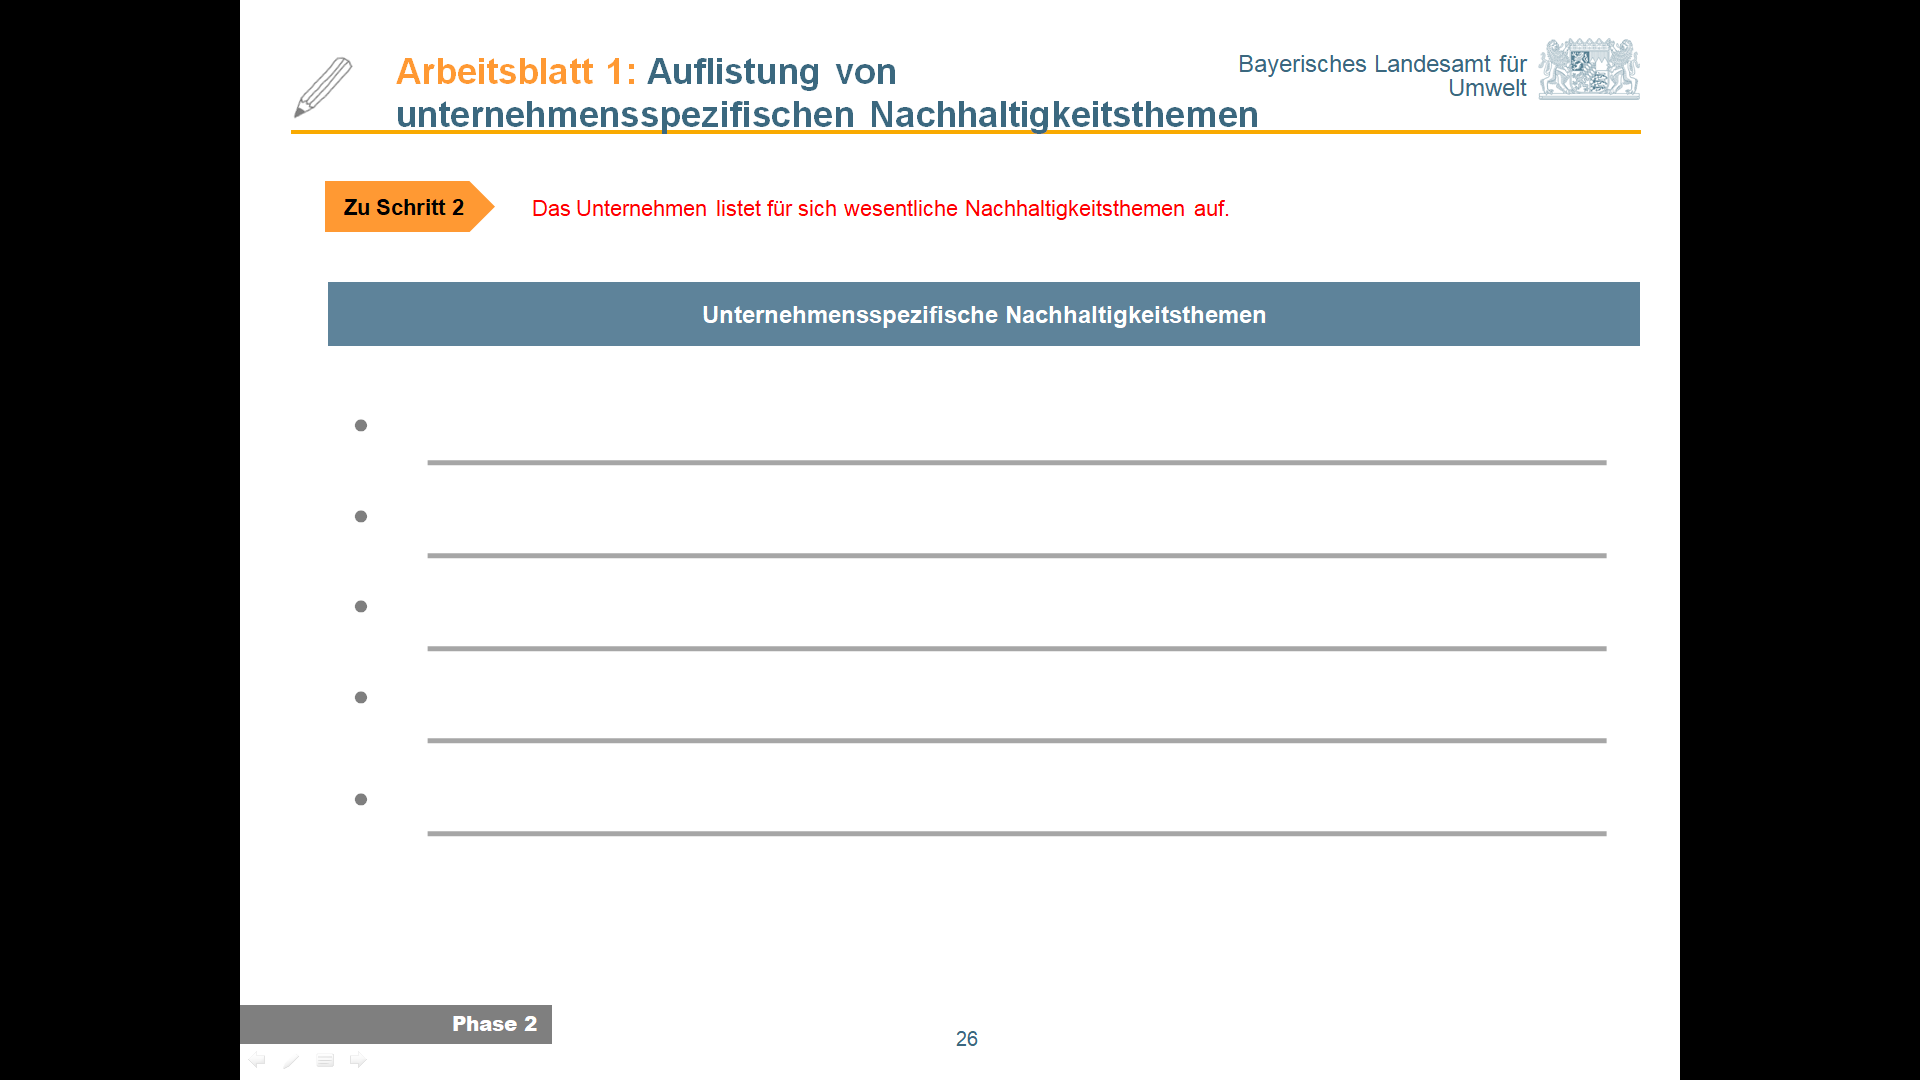 Arbeitsblatt 1: Auflistung von
unternehmensspezifischen Nachhaltigkeitsthemen
Bayerisches Landesamt für
Umwelt
Zu Schritt 2
Das Unternehmen listet für sich wesentliche Nachhaltigkeitsthemen auf.
Unternehmensspezifische Nachhaltigkeitsthemen
Phase 2
26